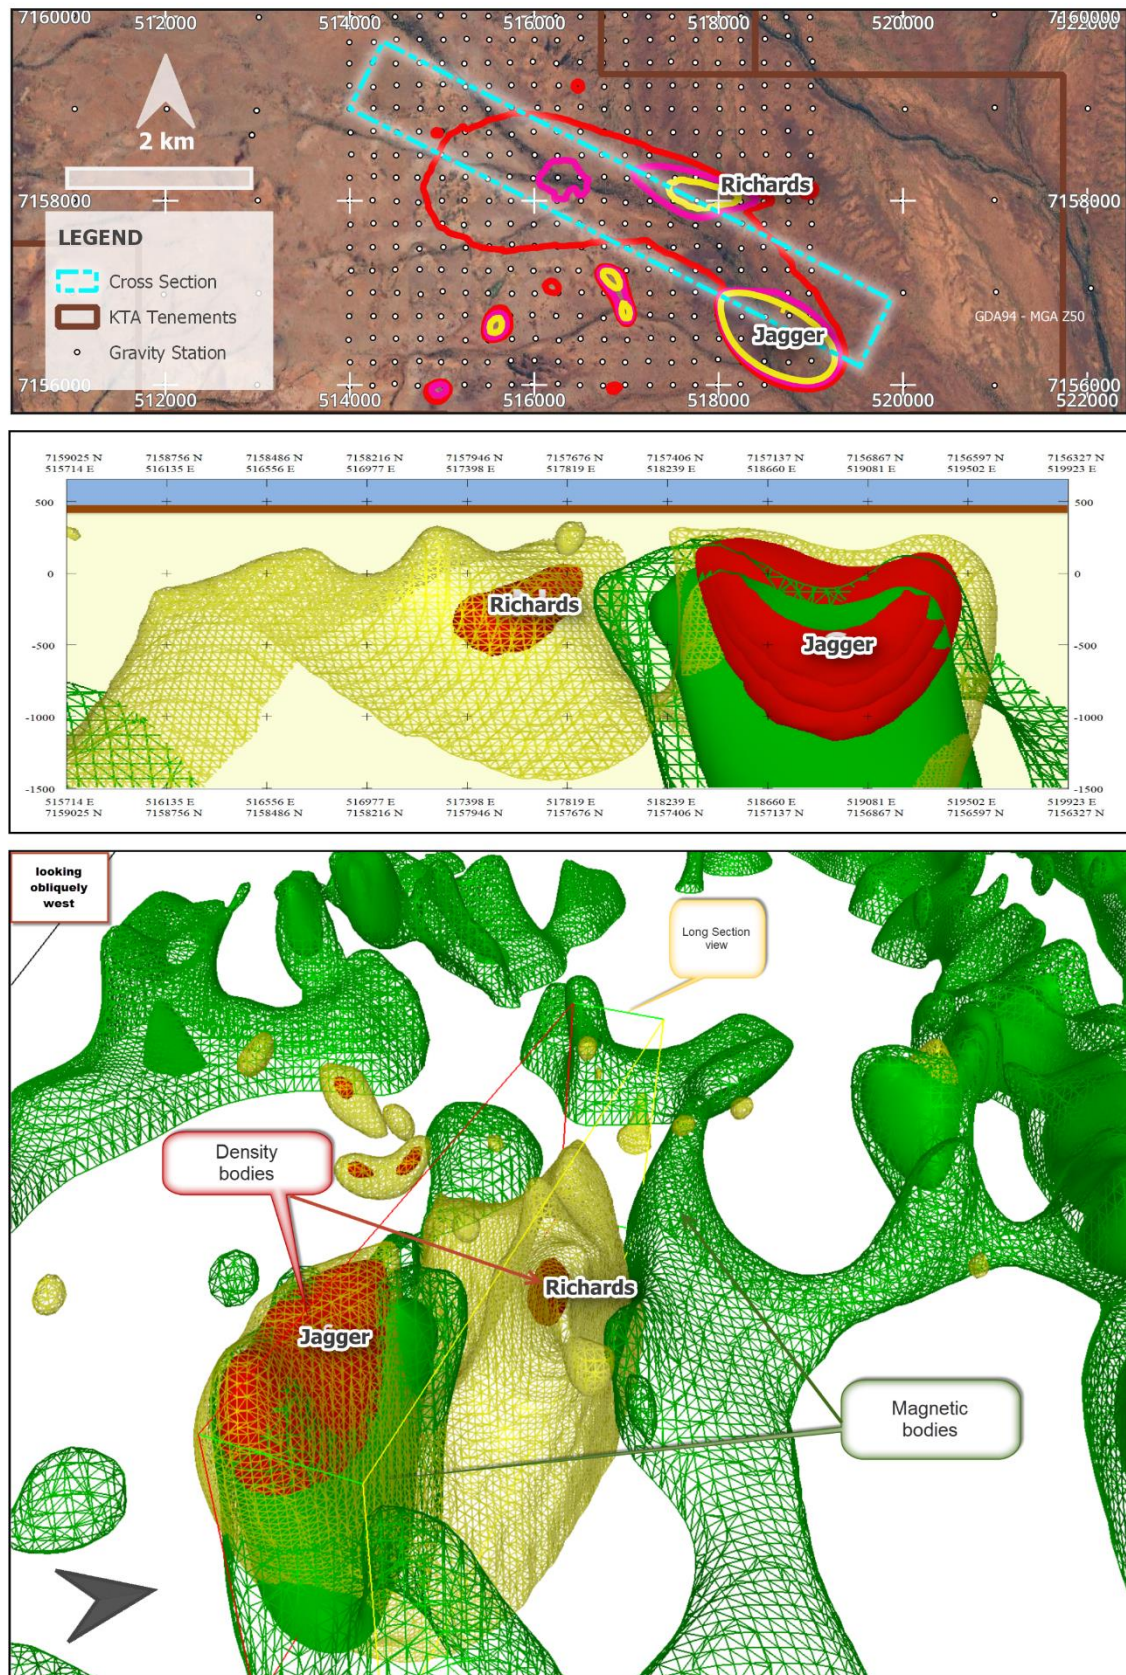 7160000
512000
514000
516000
518000
520000
7160000
522000
2 km
Richards
7158000
7158000
LEGEND
Cross Section
KTA Tenements
Gravity Station
GDA94 - MGA Z50
Jagger
7156000
7156000
512000
514000
516000
518000
520000
522000
7159025 N 7158756 N 7158486 N 7158216 N 7157946 N 7157676 N 7157406 N 7157137 N 7156867 N 7156597 N 7156327 N
515714 E 516135 E 516556 E 516977 E 517398 E 517819 E 518239 E 518660 E 519081 E 519502 E 519923 E
500 500
0 0
Richards
Jagger
-500 -500
-1000 -1000
-1500 -1500
515714 E 516135 E 516556 E 516977 E 517398 E 517819 E 518239 E 518660 E 519081 E 519502 E 519923 E
7159025 N 7158756 N 7158486 N 7158216 N 7157946 N 7157676 N 7157406 N 7157137 N 7156867 N 7156597 N 7156327 N
looking
obliquely
west
Long Section
view
Density
bodies
Richards
Jagger
Magnetic
bodies